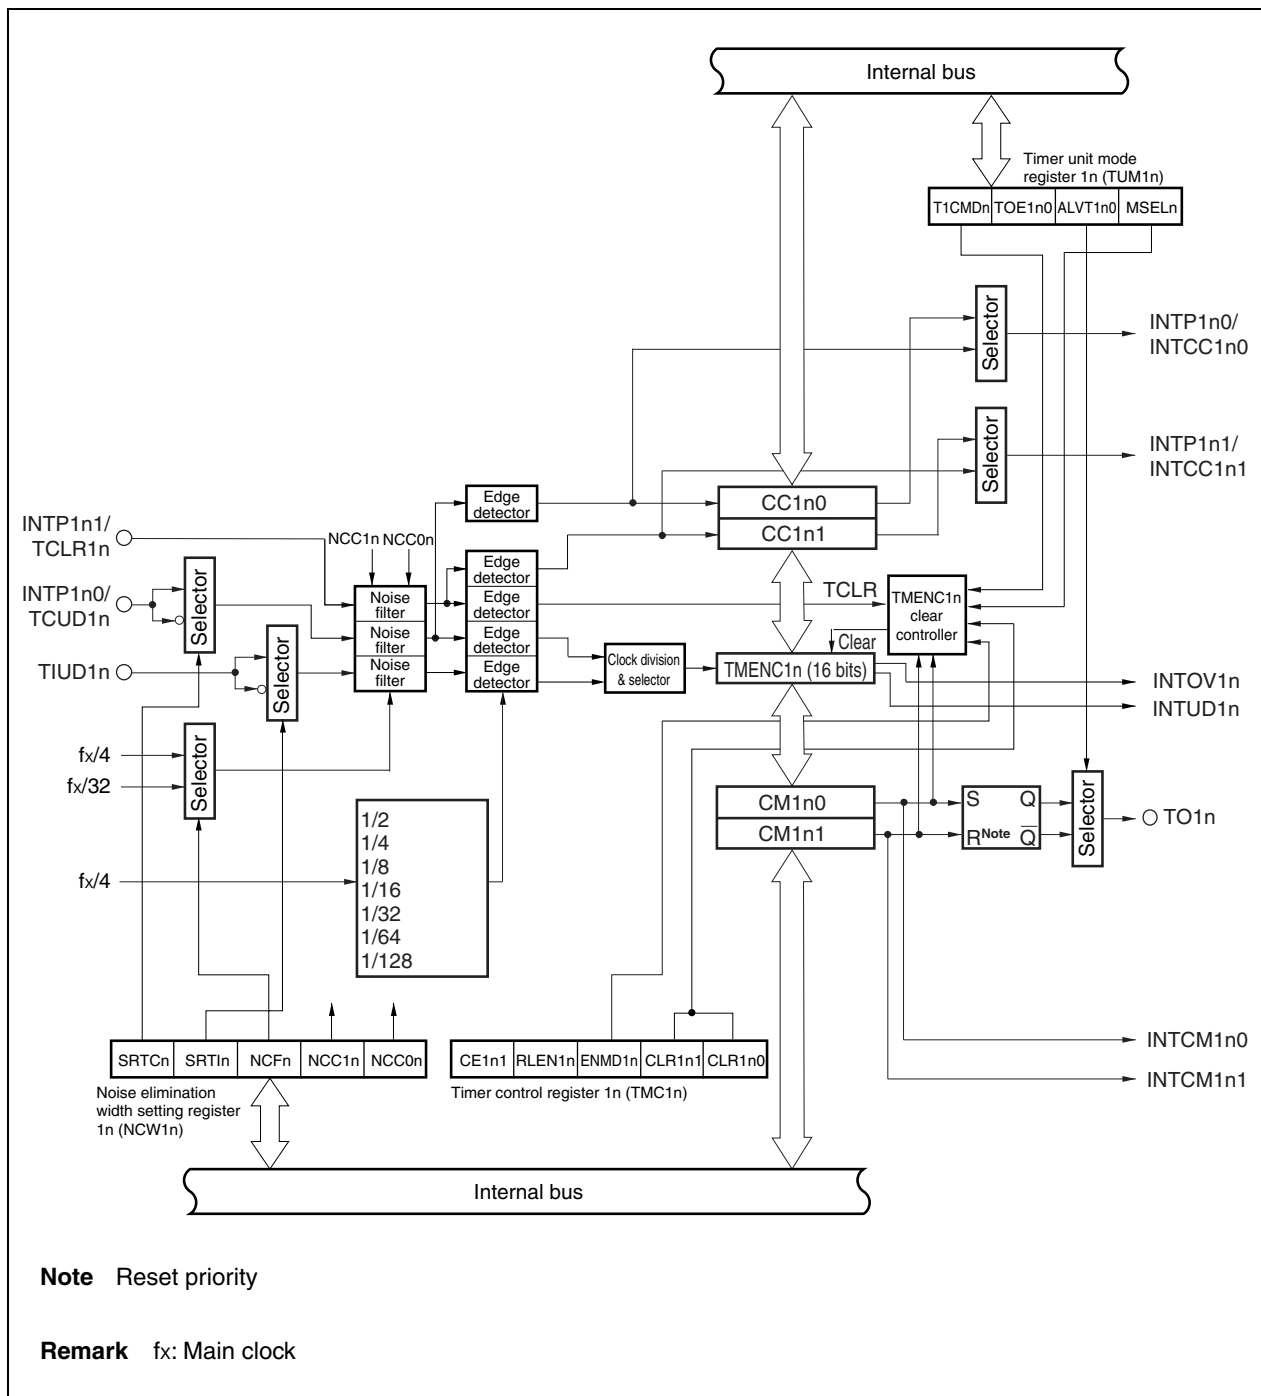 Internal bus
Timer unit mode
register 1n (TUM1n)
T1CMDn TOE1n0 ALVT1n0 MSELn
Selector
INTP1n0/
INTCC1n0
Selector
INTP1n1/
INTCC1n1
Edge
detector
CC1n0
CC1n1
INTP1n1/
TCLR1n
NCC1n NCC0n
INTP1n0/
TCUD1n
Selector
TIUD1n
Selector
Noise
filter
Noise
filter
Noise
filter
Edge
detector
Edge
detector
Edge
detector
Edge
detector
Clock division
& selector
TCLR
TMENC1n
clear
controller
Clear
TMENC1n (16 bits)
INTOV1n
INTUD1n
fx/4
fx/32
Selector
fx/4
1/2
1/4
1/8
1/16
1/32
1/64
1/128
CM1n0
CM1n1
S Q
RNote Q
Selector
TO1n
INTCM1n0
INTCM1n1
SRTCn SRTIn NCFn NCC1n NCC0n
Noise elimination
width setting register
1n (NCW1n)
CE1n1 RLEN1n ENMD1n CLR1n1 CLR1n0
Timer control register 1n (TMC1n)
Internal bus
Note Reset priority
Remark fx: Main clock